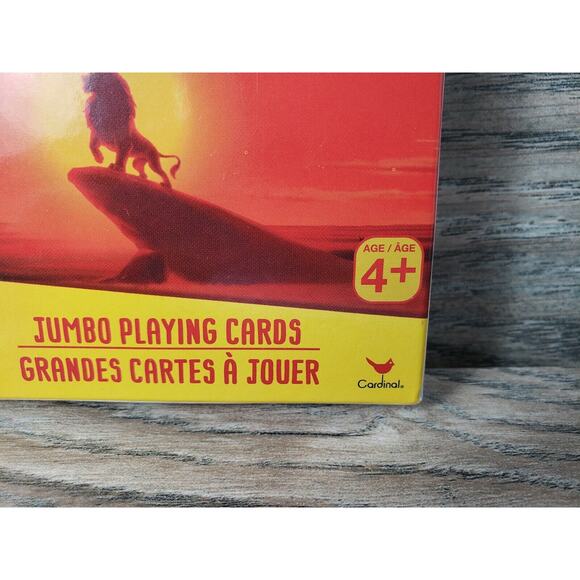 AGE / ÂGE
4+
JUMBO PLAYING CARDS
GRANDES CARTES À JOUER
Cardinal®